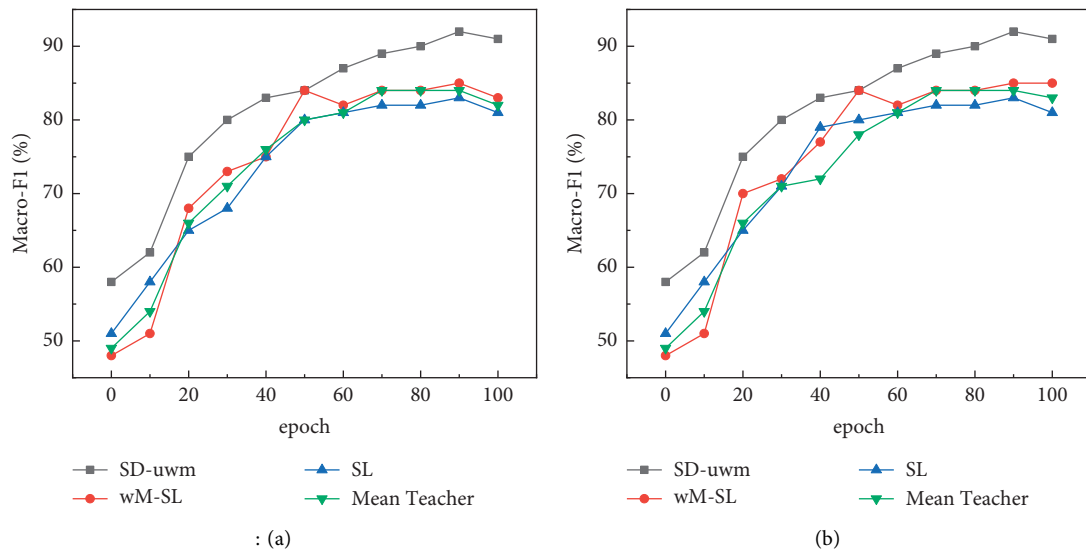 90
80
70
60
50
Macro-F1 (%)
0 20 40 60 80 100
epoch
SD-uwm
SL
wM-SL
Mean Teacher
: (a)
90
80
70
60
50
Macro-F1 (%)
0 20 40 60 80 100
epoch
SD-uwm
SL
wM-SL
Mean Teacher
(b)